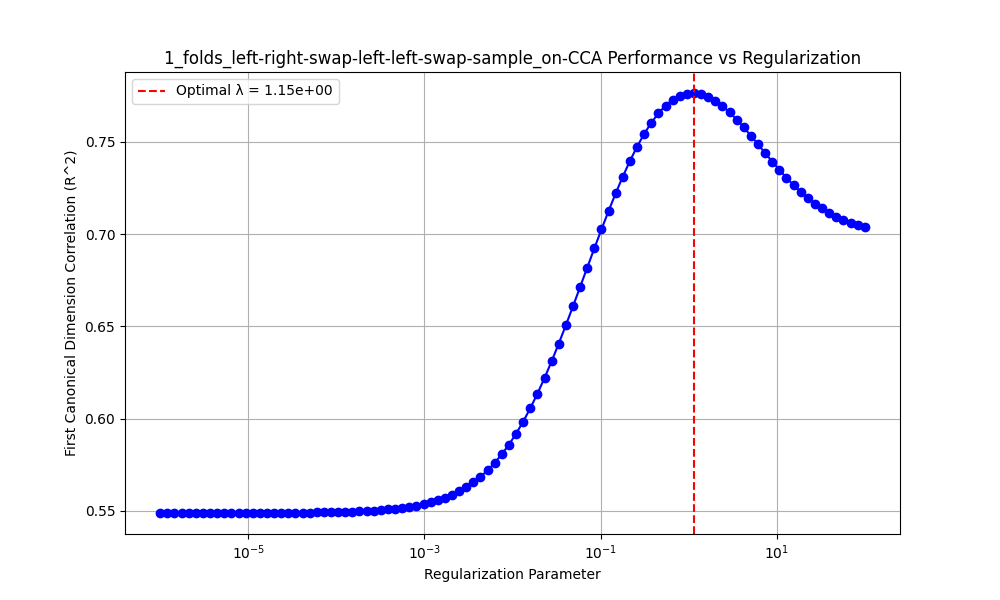 1_folds_left-right-swap-left-left-swap-sample_on-CCA Performance vs Regularization
Optimal λ = 1.15e+00
First Canonical Dimension Correlation (R^2)
0.75
0.70
0.65
0.60
0.55
10⁻⁵ 10⁻³ 10⁻¹ 10¹
Regularization Parameter